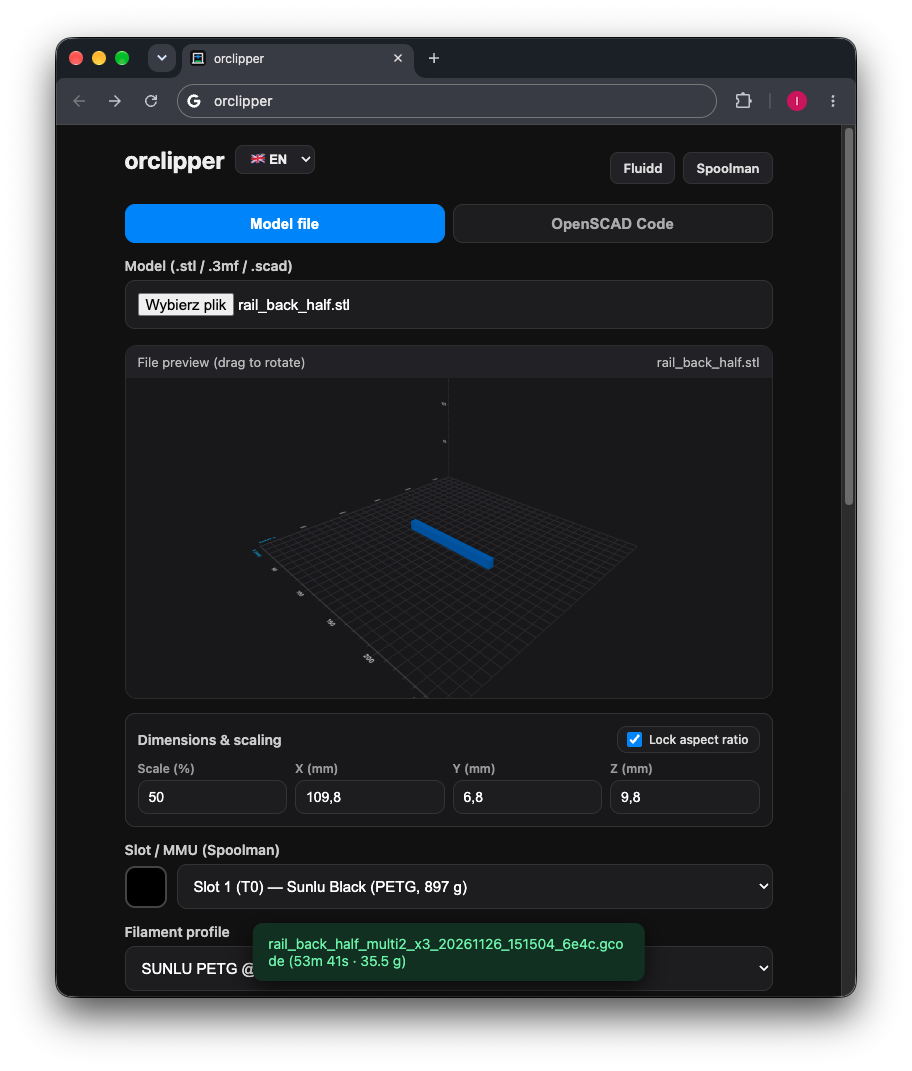 orclipper
orclipper
orclipper
🇬🇧 EN
Fluidd
Spoolman
Model file
OpenSCAD Code
Model (.stl / .3mf / .scad)
Wybierz plik rail_back_half.stl
File preview (drag to rotate)
rail_back_half.stl
200
Dimensions & scaling
Lock aspect ratio
Scale (%)
X (mm)
Y (mm)
Z (mm)
50
109,8
6,8
9,8
Slot / MMU (Spoolman)
Slot 1 (T0) — Sunlu Black (PETG, 897 g)
Filament profile
SUNLU PETG @
rail_back_half_multi2_x3_20261126_151504_6e4c.gco
de (53m 41s · 35.5 g)